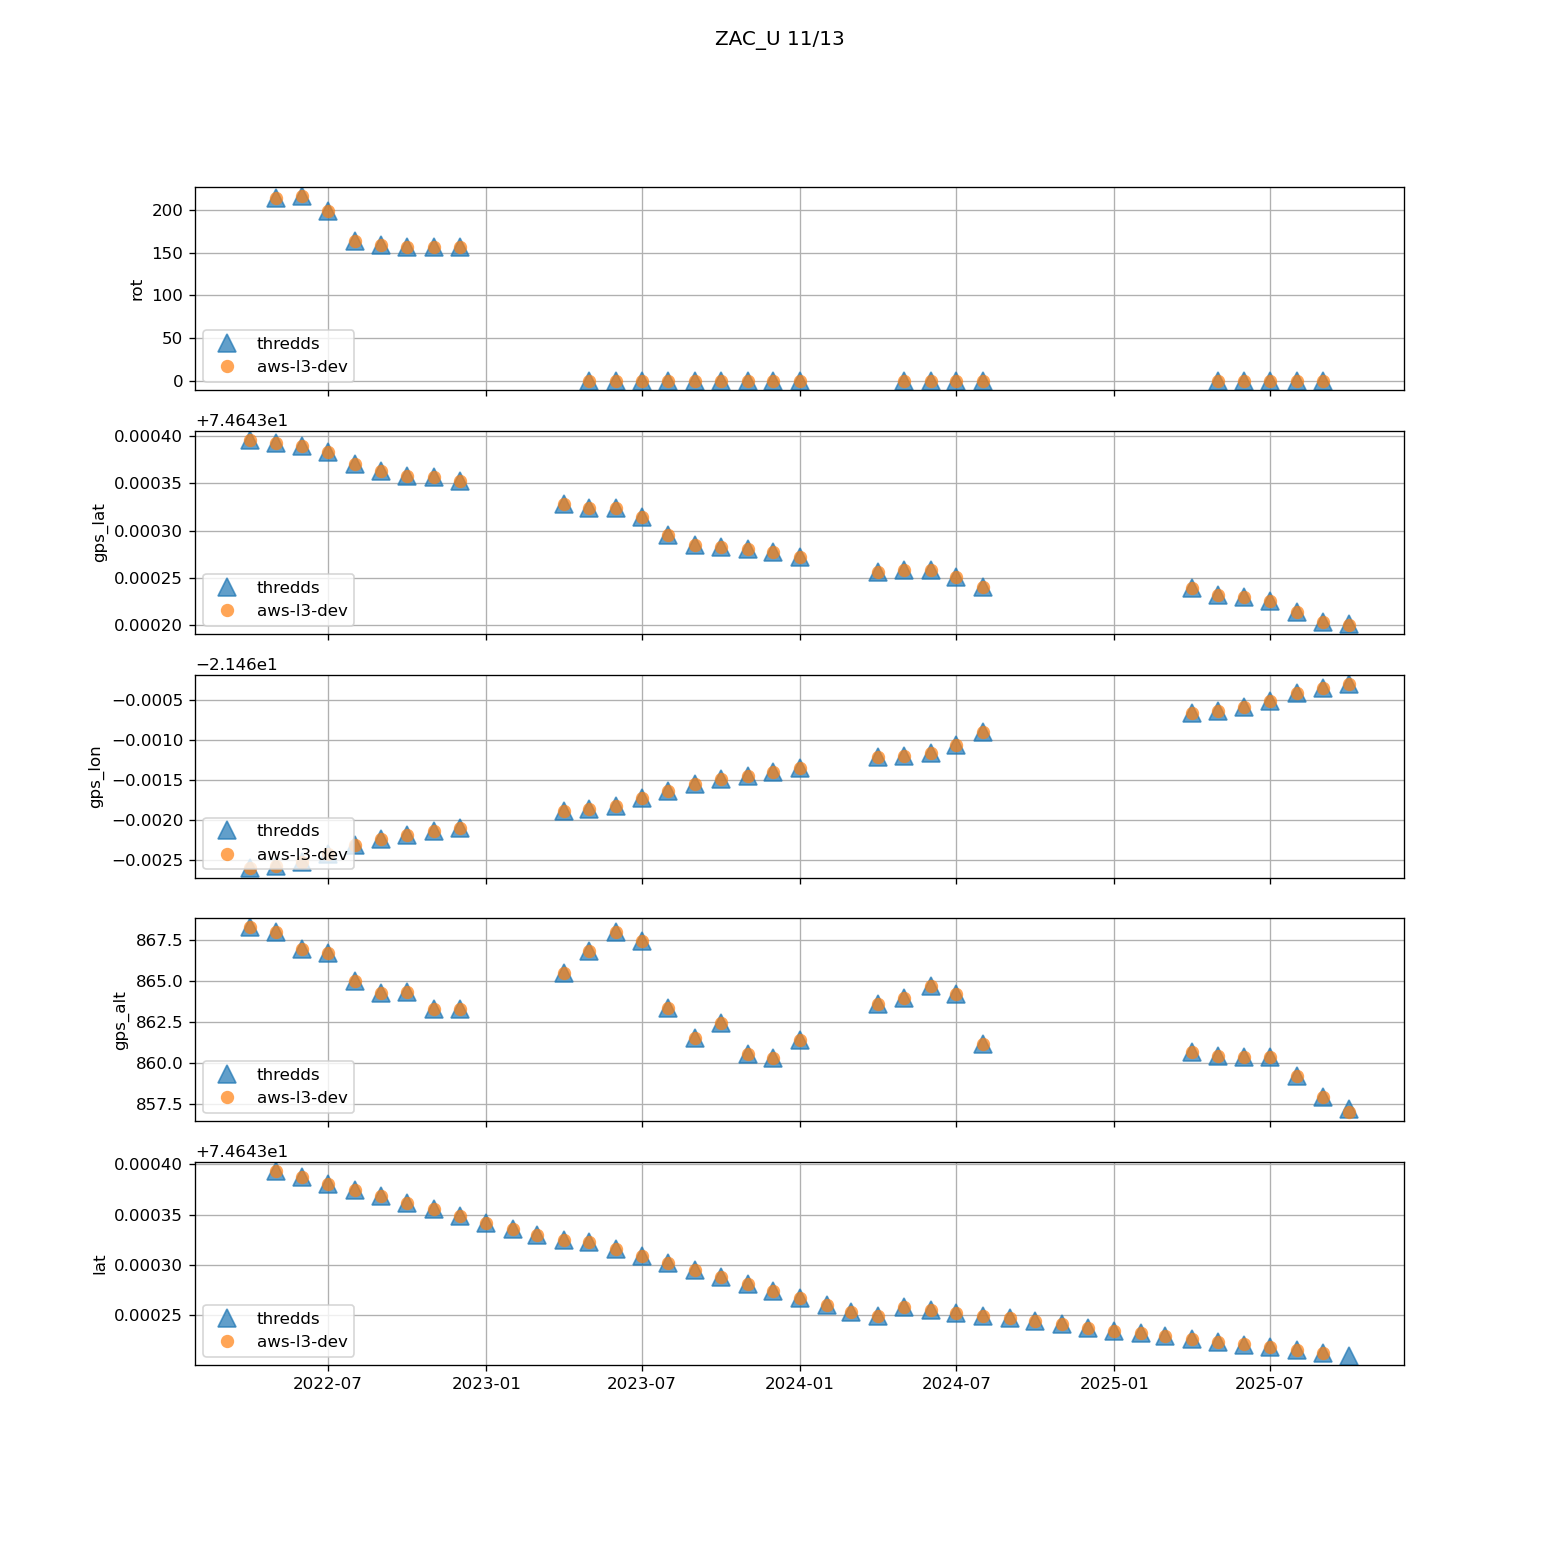 ZAC_U 11/13
200
150
100
50
0
rot
thredds
aws-l3-dev
+7.4643e1
0.00040
0.00035
0.00030
0.00025
0.00020
gps_lat
thredds
aws-l3-dev
−2.146e1
−0.0005
−0.0010
−0.0015
−0.0020
−0.0025
gps_lon
thredds
aws-l3-dev
867.5
865.0
862.5
860.0
857.5
gps_alt
thredds
aws-l3-dev
+7.4643e1
0.00040
0.00035
0.00030
0.00025
lat
thredds
aws-l3-dev
2022-07
2023-01
2023-07
2024-01
2024-07
2025-01
2025-07